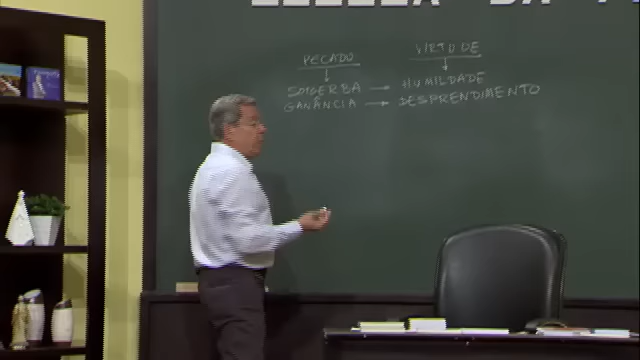 PECADO VIRTUDE
SOBERBA → HUMILDADE
GANÂNCIA → DESPRENDIMENTO